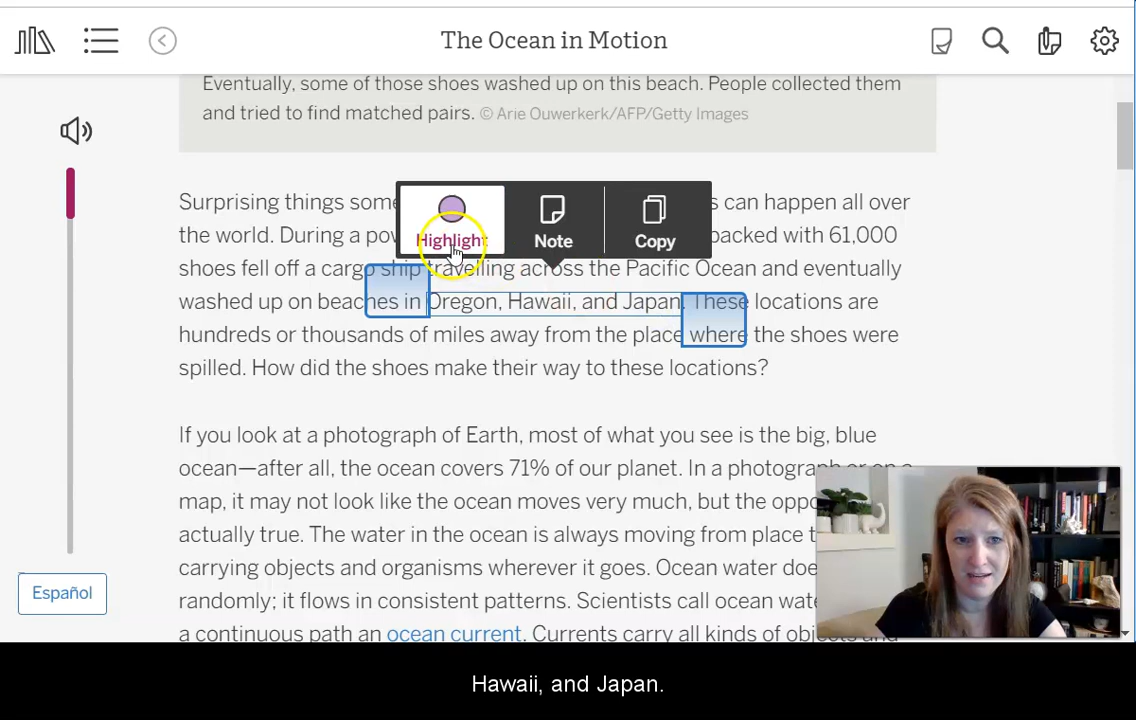 The Ocean in Motion
Eventually, some of those shoes washed up on this beach. People collected them
and tried to find matched pairs. © Arie Ouwerkerk/AFP/Getty Images
Highlight
Note
Copy
Surprising things some s can happen all over
the world. During a pow packed with 61,000
shoes fell off a cargo ship travelling across the Pacific Ocean and eventually
washed up on beaches in Oregon, Hawaii, and Japan. These locations are
hundreds or thousands of miles away from the place where the shoes were
spilled. How did the shoes make their way to these locations?
If you look at a photograph of Earth, most of what you see is the big, blue
ocean—after all, the ocean covers 71% of our planet. In a photograph or on a
map, it may not look like the ocean moves very much, but the oppo
actually true. The water in the ocean is always moving from place t
carrying objects and organisms wherever it goes. Ocean water doe
randomly; it flows in consistent patterns. Scientists call ocean wate
a continuous path an ocean current. Currents carry all kinds of objects and
Español
Hawaii, and Japan.